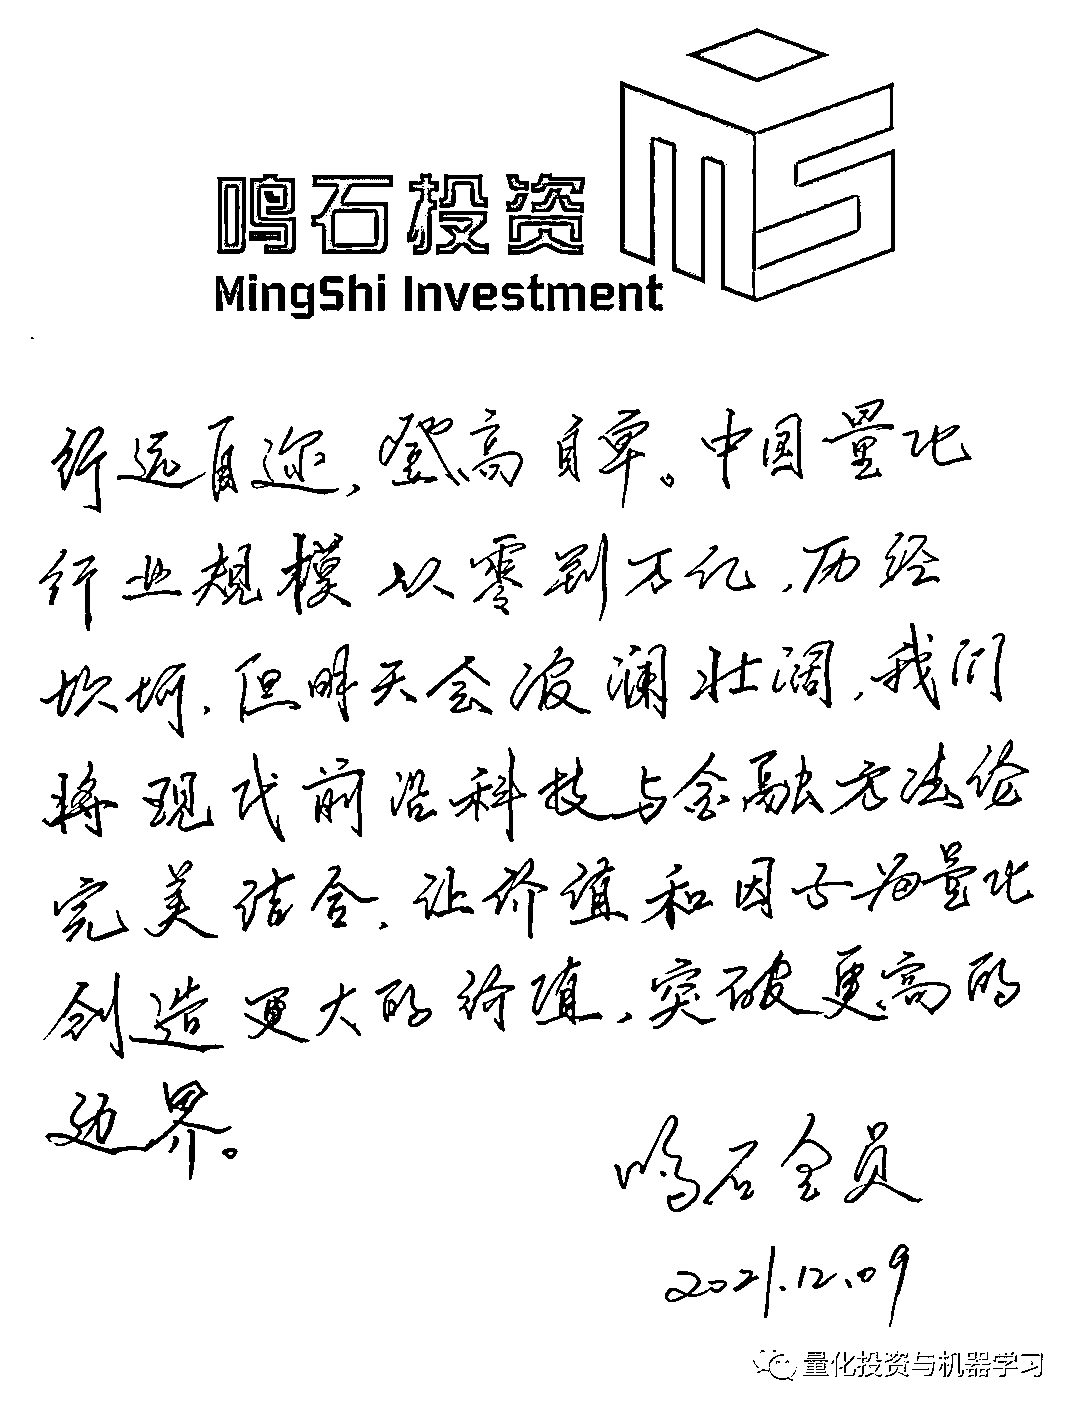 鸣石投资
MingShi Investment
行远自迩,登高自卑。中国量化
行业规模从零到万亿,历经
坎坷,但明天会波澜壮阔,我们
将现代前沿科技与金融方法论
完美结合,让价值和因子为量化
创造更大的价值,突破更高的
边界。
鸣石全员
2021.12.09
量化投资与机器学习